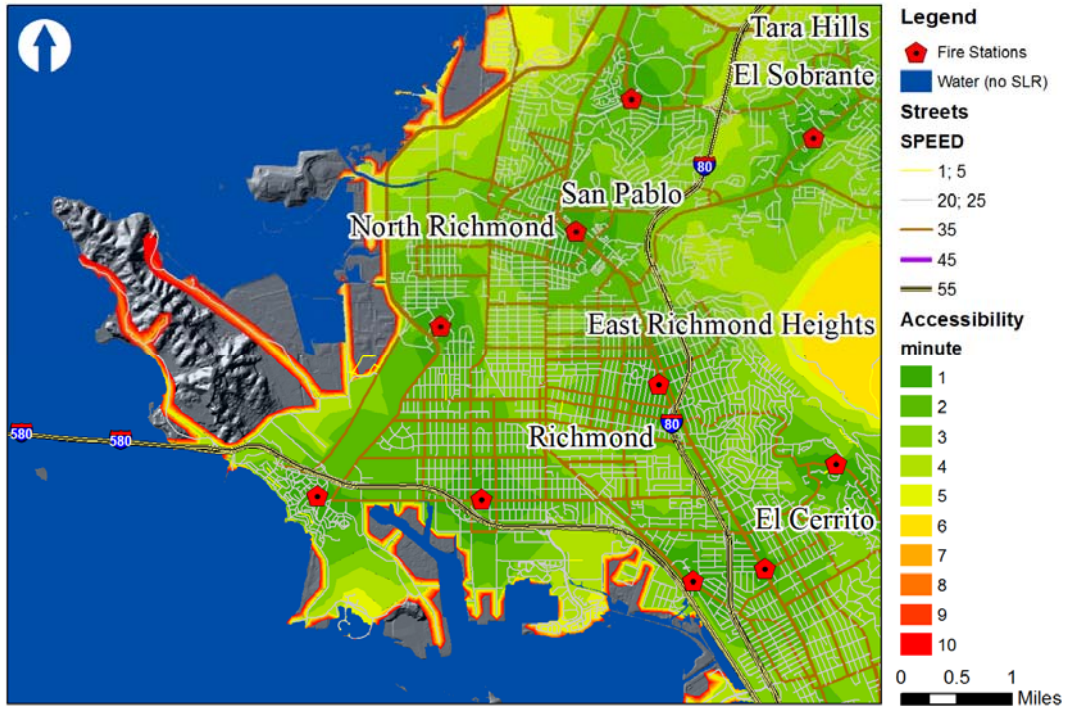 Tara Hills
El Sobrante
80
San Pablo
North Richmond
East Richmond Heights
80
Richmond
580
580
El Cerrito
Legend
Fire Stations
Water (no SLR)
Streets
SPEED
1; 5
20; 25
35
45
55
Accessibility
minute
1
2
3
4
5
6
7
8
9
10
0 0.5 1
Miles